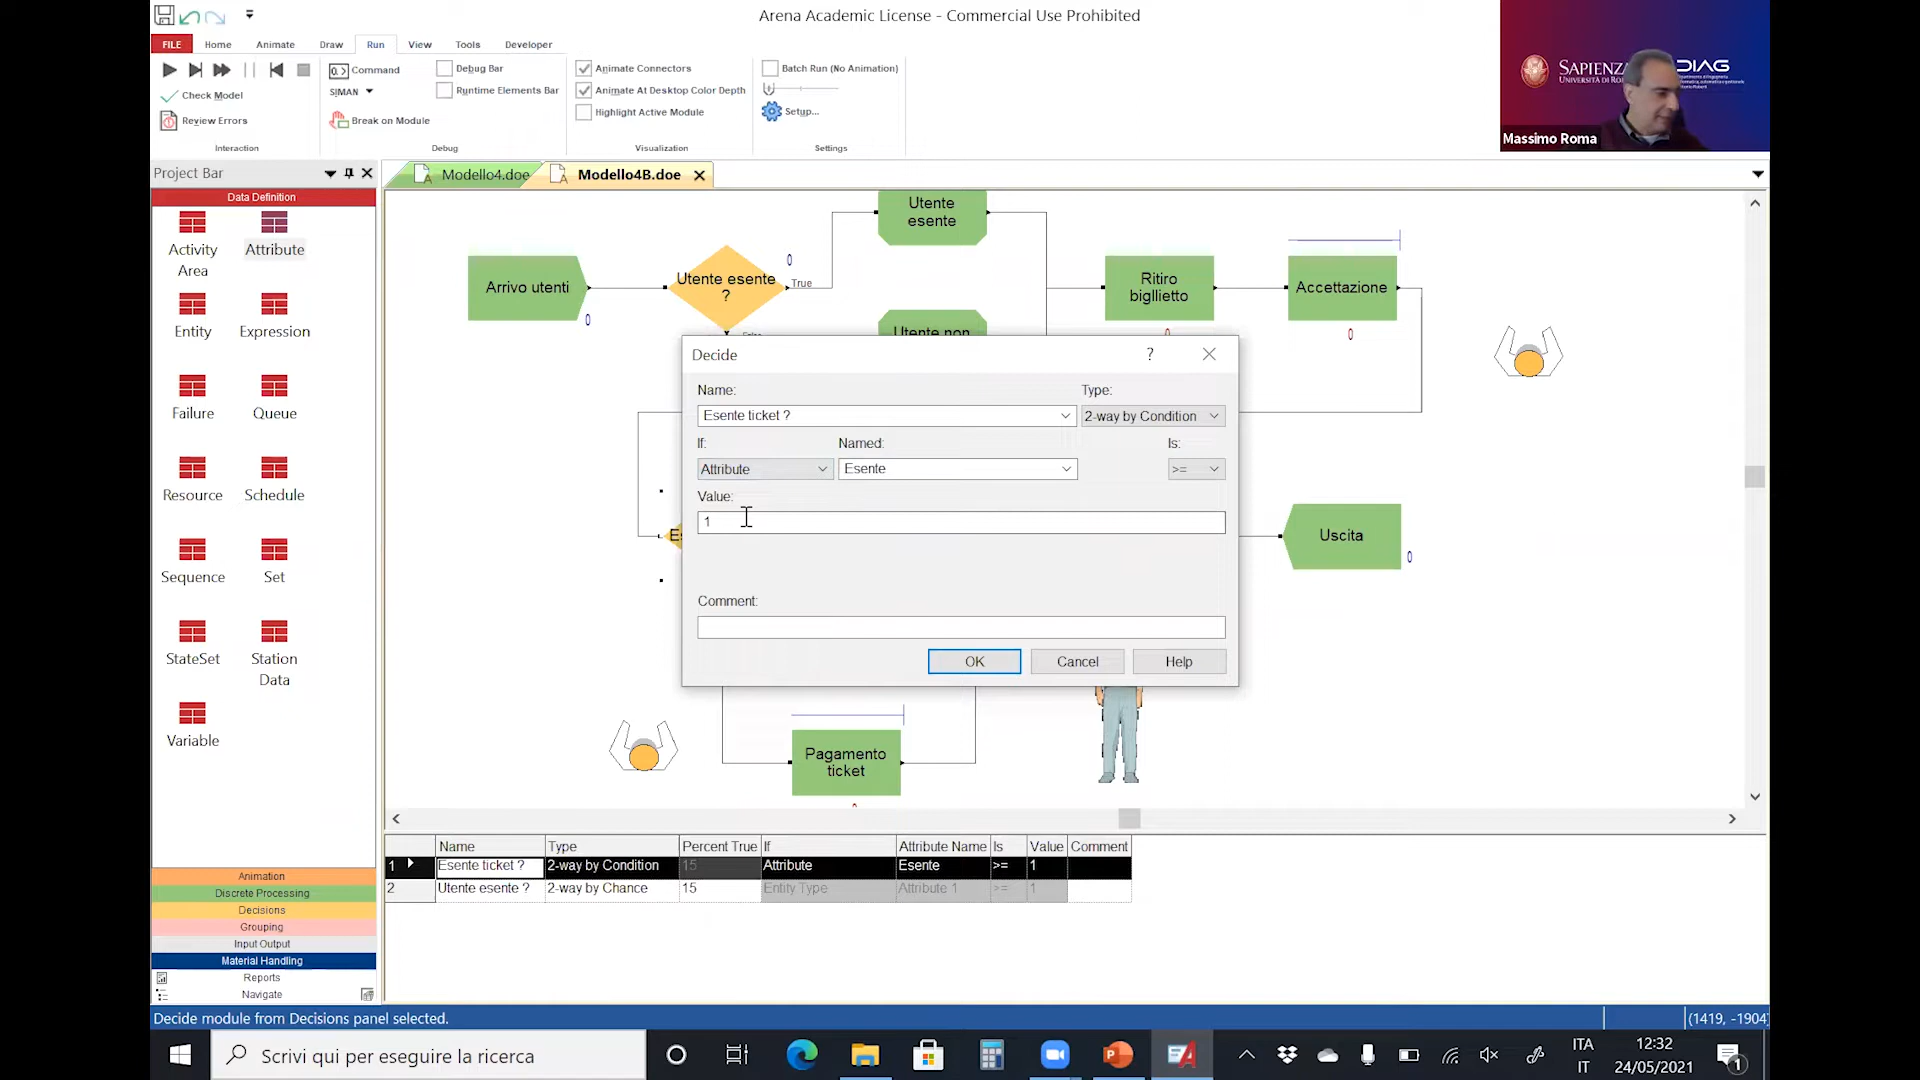 Arena Academic License - Commercial Use Prohibited
FILE Home Animate Draw Run View Tools Developer
Command
SIMAN
Check Model
Review Errors
Break on Module
Interaction
Debug Bar
Runtime Elements Bar
Debug
Animate Connectors
Animate At Desktop Color Depth
Highlight Active Module
Visualization
Batch Run (No Animation)
Setup...
Settings
SAPIENZA
UNIVERSITÀ DI
DIAG
Massimo Roma
Project Bar
Modello4.doe
Modello4B.doe
Data Definition
Activity Area
Attribute
Entity
Expression
Failure
Queue
Resource
Schedule
Sequence
Set
StateSet
Station Data
Variable
Animation
Discrete Processing
Decisions
Grouping
Input Output
Material Handling
Reports
Navigate
Utente
esente
Arrivo utenti
0
Utente esente
?
0
True
Utente non
Ritiro
bigllietto
Accettazione
0
Uscita
0
Pagamento
ticket
Decide
?
Name:
Type:
Esente ticket ?
2-way by Condition
If:
Named:
Is:
Attribute
Esente
>=
Value:
1
Comment:
OK
Cancel
Help
Name Type Percent True If Attribute Name Is Value Comment
1 Esente ticket ? 2-way by Condition 15 Attribute Esente >= 1
2 Utente esente ? 2-way by Chance 15 Entity Type Attribute 1 >= 1
Decide module from Decisions panel selected.
(1419, -1904)
Scrivi qui per eseguire la ricerca
ITA
IT
12:32
24/05/2021
1